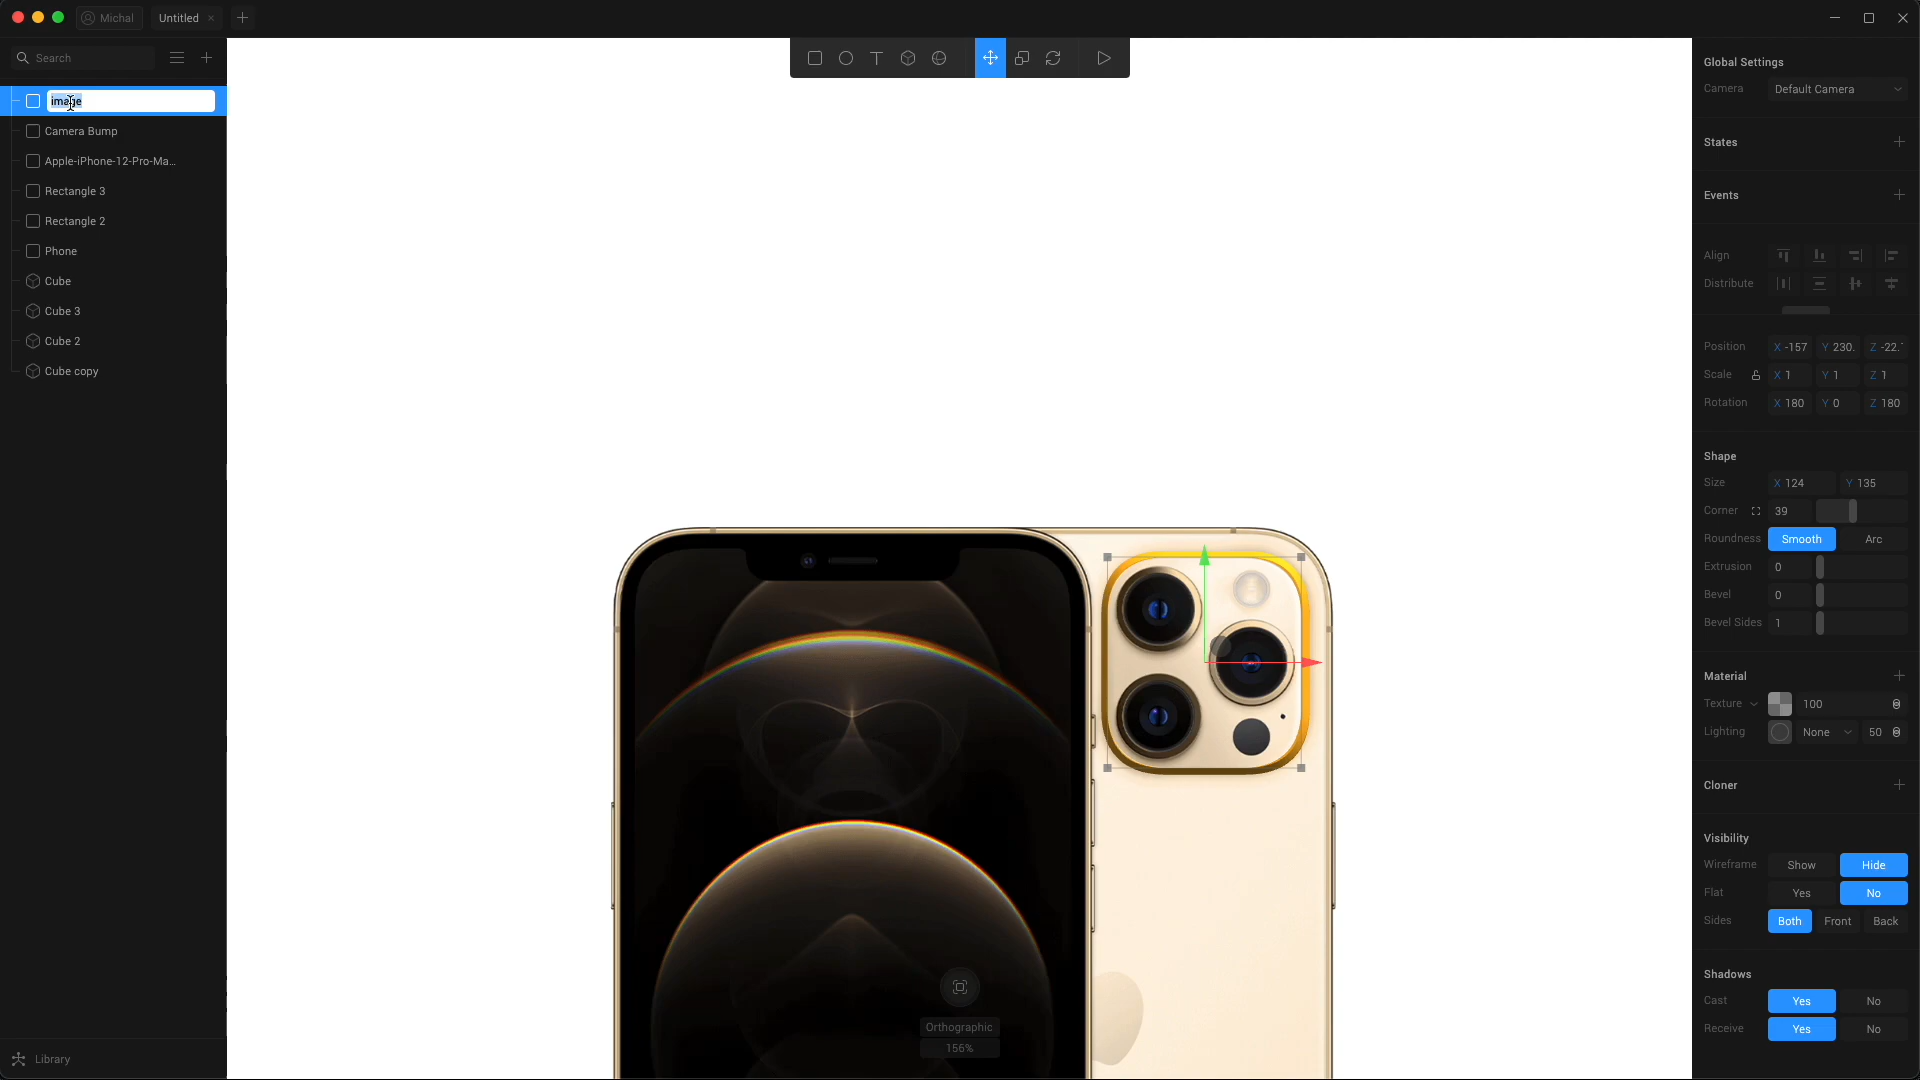 Michal
Untitled
Search
image
Camera Bump
Apple-iPhone-12-Pro-Ma...
Rectangle 3
Rectangle 2
Phone
Cube
Cube 3
Cube 2
Cube copy
Library
Orthographic
156%
Global Settings
Camera Default Camera
States
Events
Align
Distribute
Position X -157 Y 230. Z -22.
Scale X 1 Y 1 Z 1
Rotation X 180 Y 0 Z 180
Shape
Size X 124 Y 135
Corner 39
Roundness Smooth Arc
Extrusion 0
Bevel 0
Bevel Sides 1
Material
Texture 100
Lighting None 50
Cloner
Visibility
Wireframe Show Hide
Flat Yes No
Sides Both Front Back
Shadows
Cast Yes No
Receive Yes No